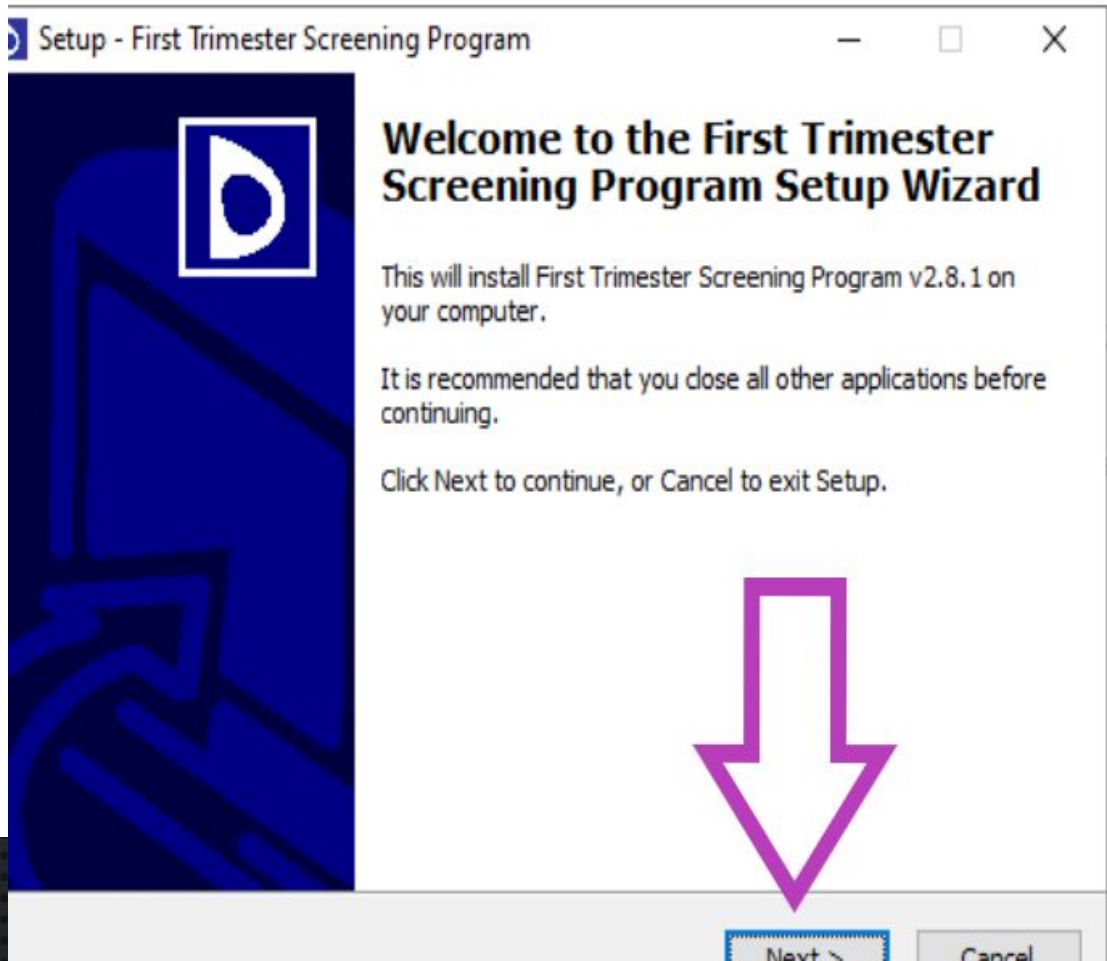 Setup - First Trimester Screening Program
Welcome to the First Trimester
Screening Program Setup Wizard
This will install First Trimester Screening Program v2.8.1 on
your computer.
It is recommended that you close all other applications before
continuing.
Click Next to continue, or Cancel to exit Setup.
Next >
Cancel